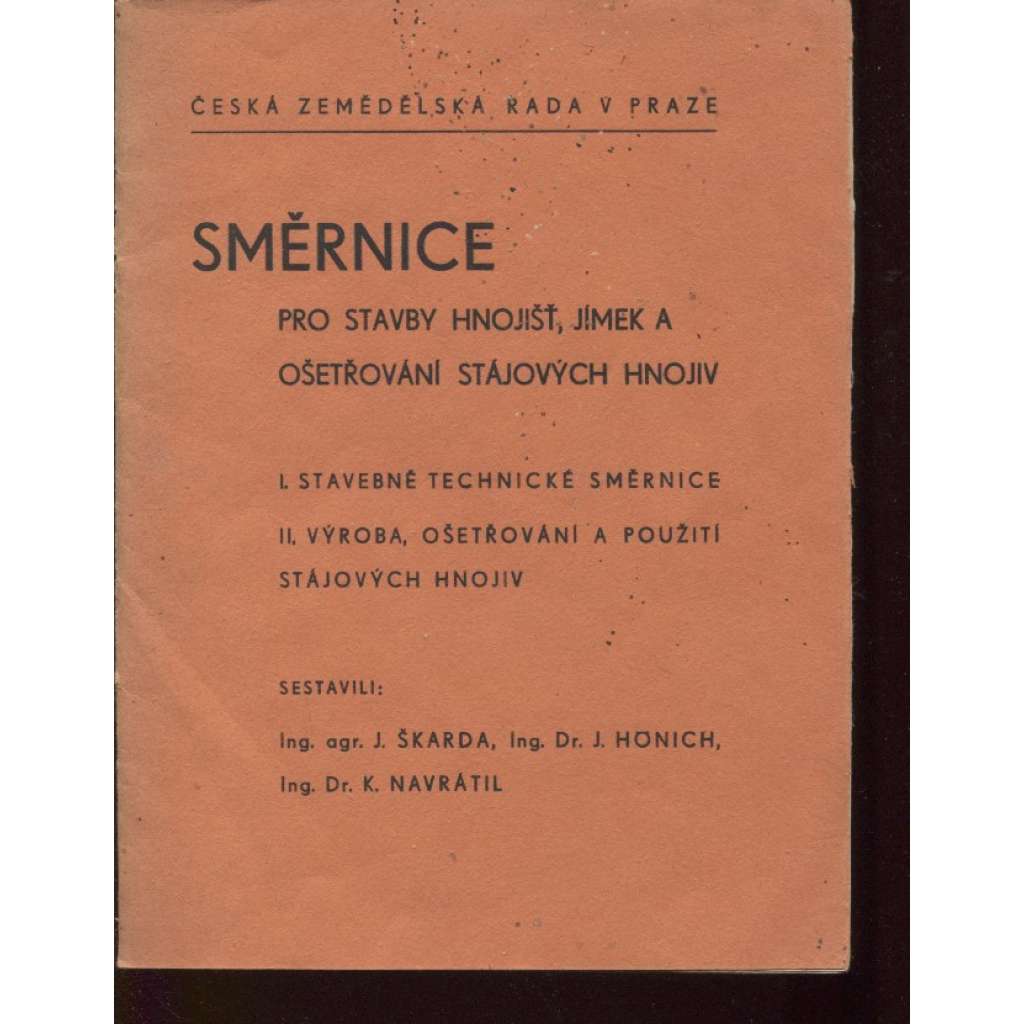 ČESKÁ ZEMĚDĚLSKÁ RADA V PRAZE
SMĚRNICE
PRO STAVBY HNOJIŠŤ, JÍMEK A
OŠETŘOVÁNÍ STÁJOVÝCH HNOJIV
I. STAVEBNĚ TECHNICKÉ SMĚRNICE
II. VÝROBA, OŠETŘOVÁNÍ A POUŽITÍ
STÁJOVÝCH HNOJIV
SESTAVILI:
Ing. agr. J. ŠKARDA, Ing. Dr. J. HÖNICH,
Ing. Dr. K. NAVRÁTIL